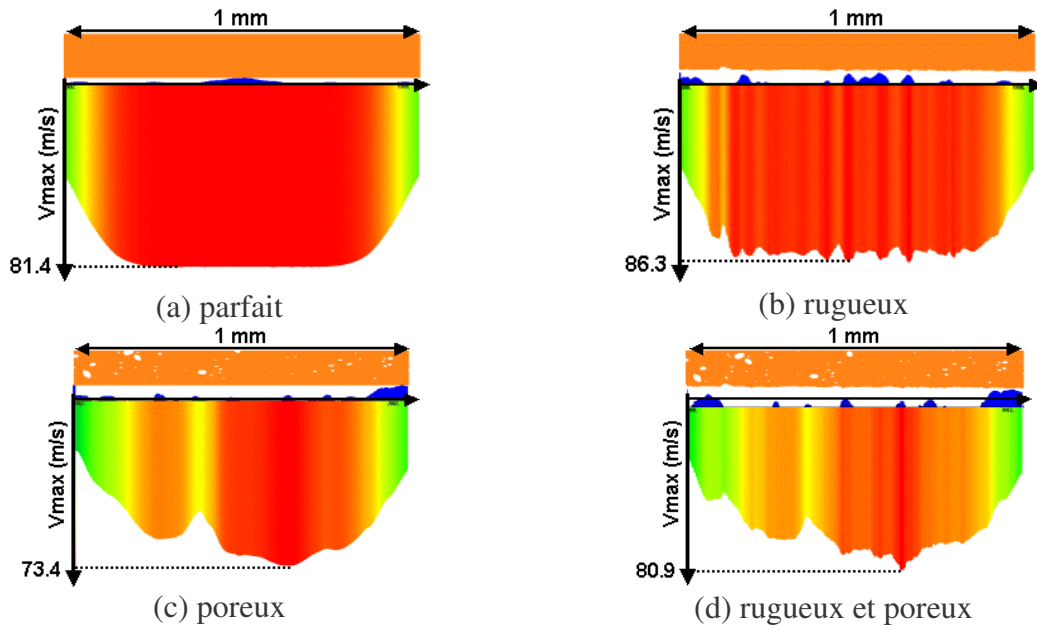 1 mm
Vmax (m/s)
81.4
(a) parfait
1 mm
Vmax (m/s)
86.3
(b) rugueux
1 mm
Vmax (m/s)
73.4
(c) poreux
1 mm
Vmax (m/s)
80.9
(d) rugueux et poreux